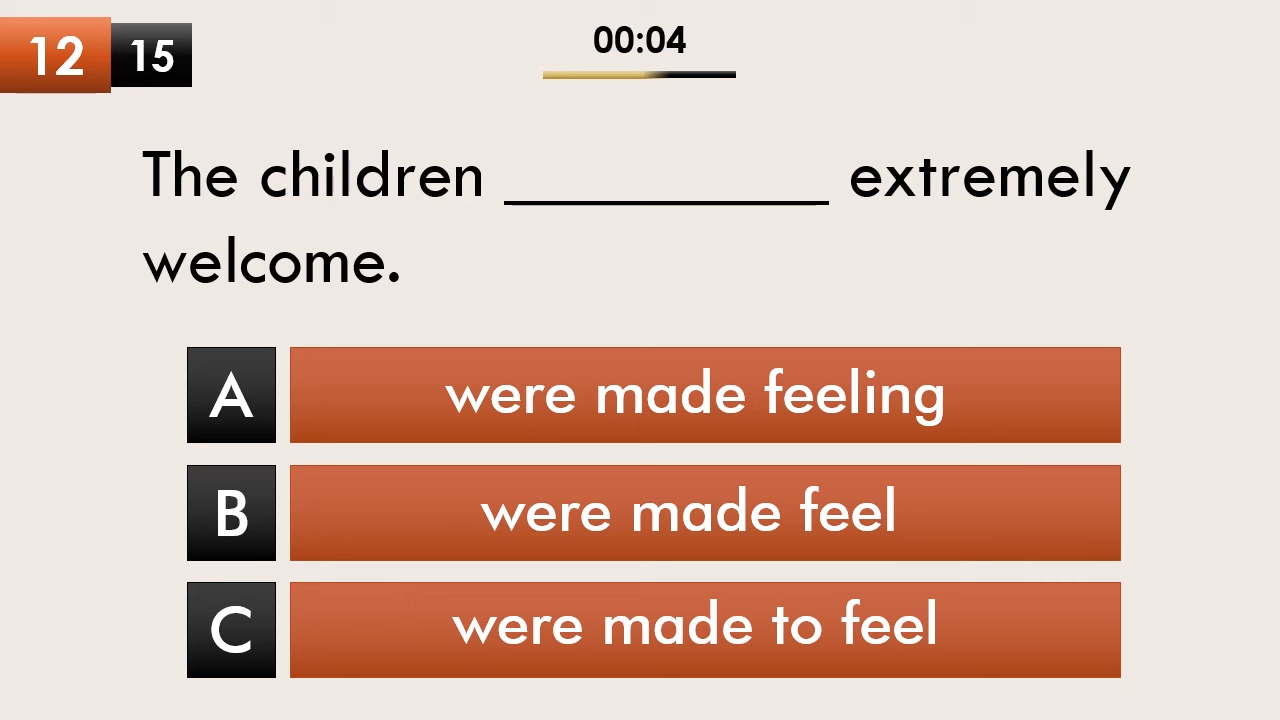 12 15
00:04
The children __________ extremely
welcome.
A were made feeling
B were made feel
C were made to feel